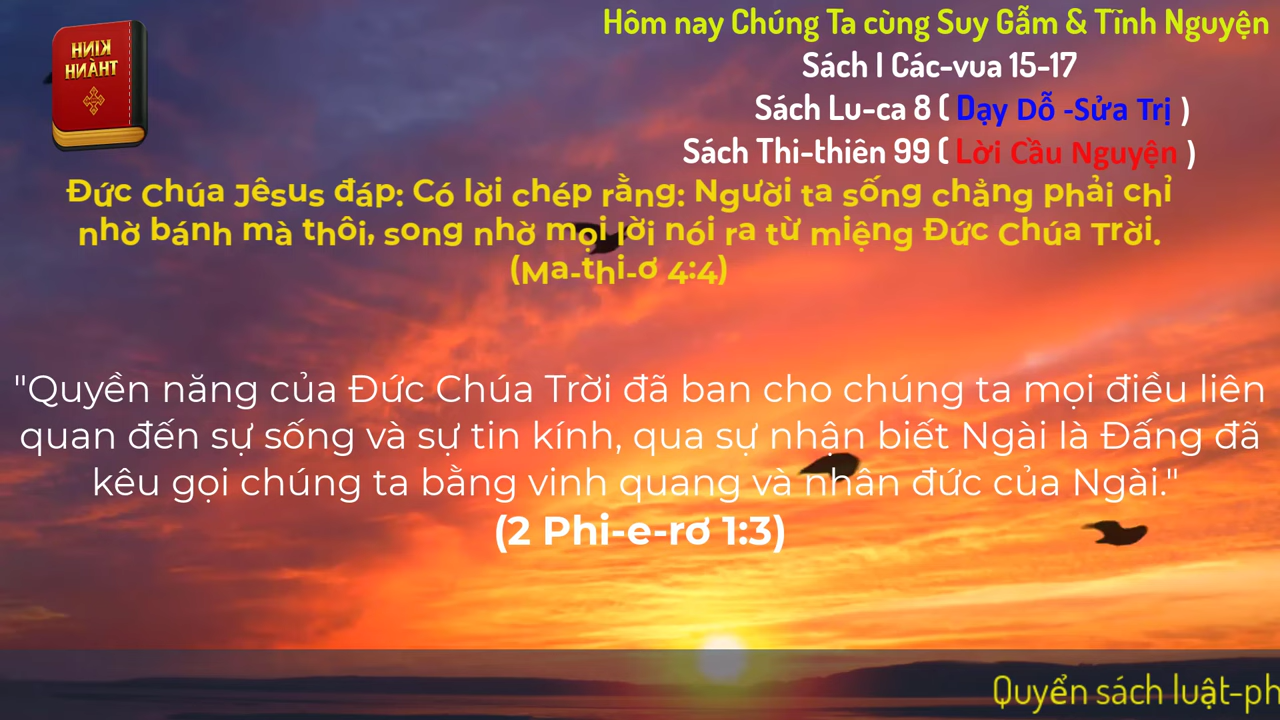 KINH
THÀNH
Hôm nay Chúng Ta cùng Suy Gẫm & Tĩnh Nguyện
Sách I Các-vua 15-17
Sách Lu-ca 8 ( Dạy Dỗ -Sửa Trị )
Sách Thi-thiên 99 ( Lời Cầu Nguyện )
Đức Chúa Jêsus đáp: Có lời chép rằng: Người ta sống chẳng phải chỉ
nhờ bánh mà thôi, song nhờ mọi lời nói ra từ miệng Đức Chúa Trời.
(Ma-thi-ơ 4:4)
"Quyền năng của Đức Chúa Trời đã ban cho chúng ta mọi điều liên
quan đến sự sống và sự tin kính, qua sự nhận biết Ngài là Đấng đã
kêu gọi chúng ta bằng vinh quang và nhân đức của Ngài."
(2 Phi-e-rơ 1:3)
Quyển sách luật-ph